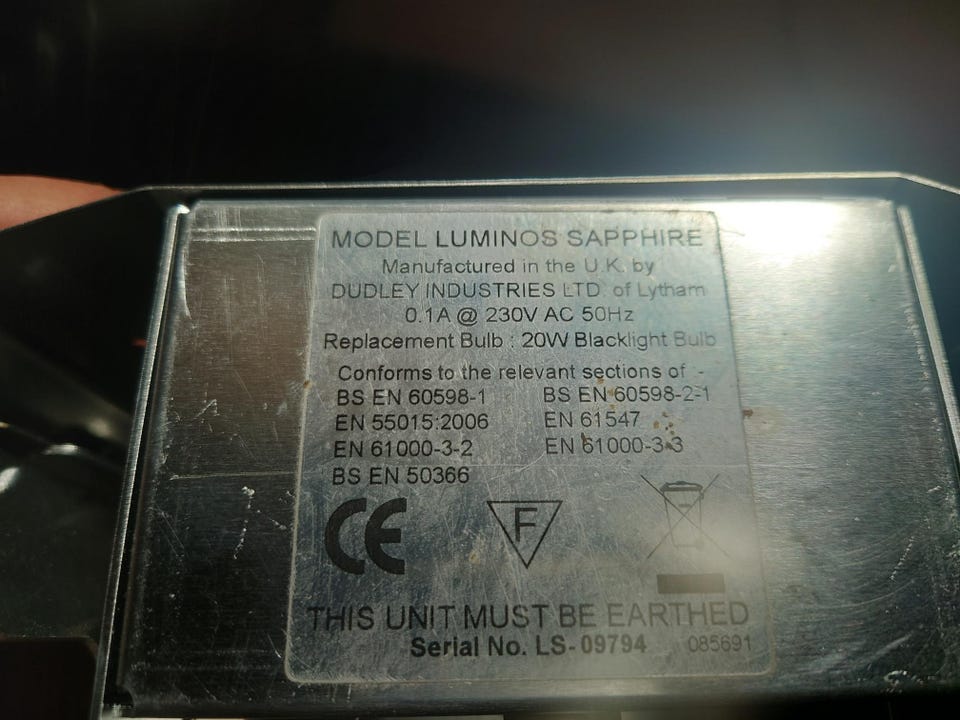 MODEL LUMINOS SAPPHIRE
Manufactured in the U.K. by
DUDLEY INDUSTRIES LTD. of Lytham
0.1A @ 230V AC 50Hz
Replacement Bulb : 20W Blacklight Bulb
Conforms to the relevant sections of -
BS EN 60598-1 BS EN 60598-2-1
EN 55015:2006 EN 61547
EN 61000-3-2 EN 61000-3-3
BS EN 50366
CE F
THIS UNIT MUST BE EARTHED
Serial No. LS-09794 085691